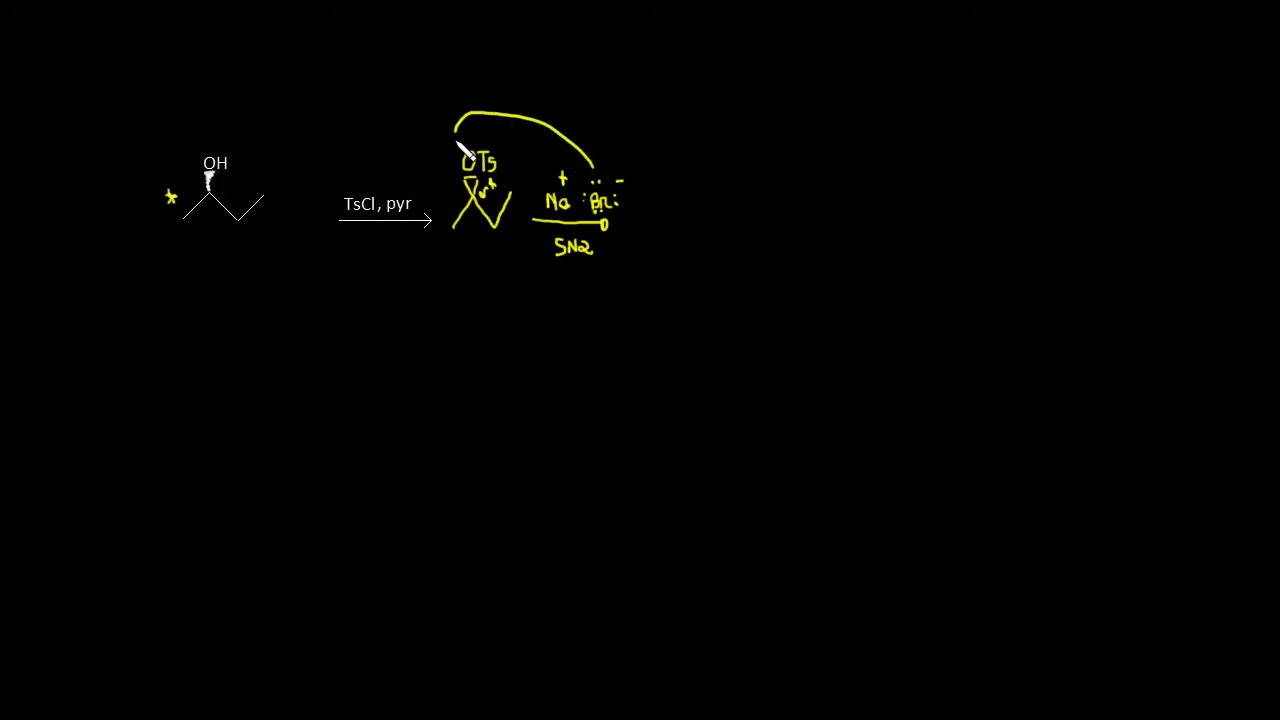 OH
*
TsCl, pyr
OTs
δ+
+
Na :Br: -
SN2